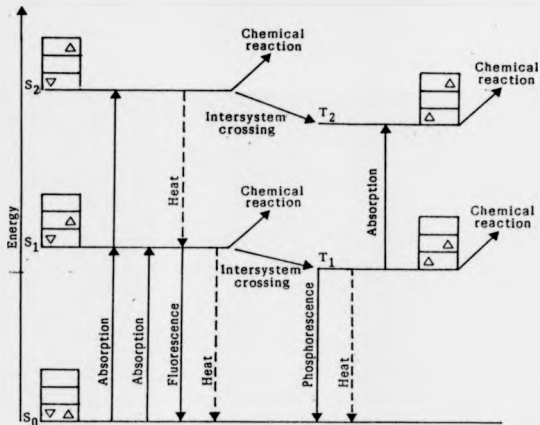 Chemical
reaction
S2
T2
Chemical
reaction
Intersystem
crossing
Heat
Absorption
Energy
Chemical
reaction
S1
T1
Chemical
reaction
Intersystem
crossing
Absorption
Absorption
Fluorescence
Heat
Phosphorescence
Heat
S0